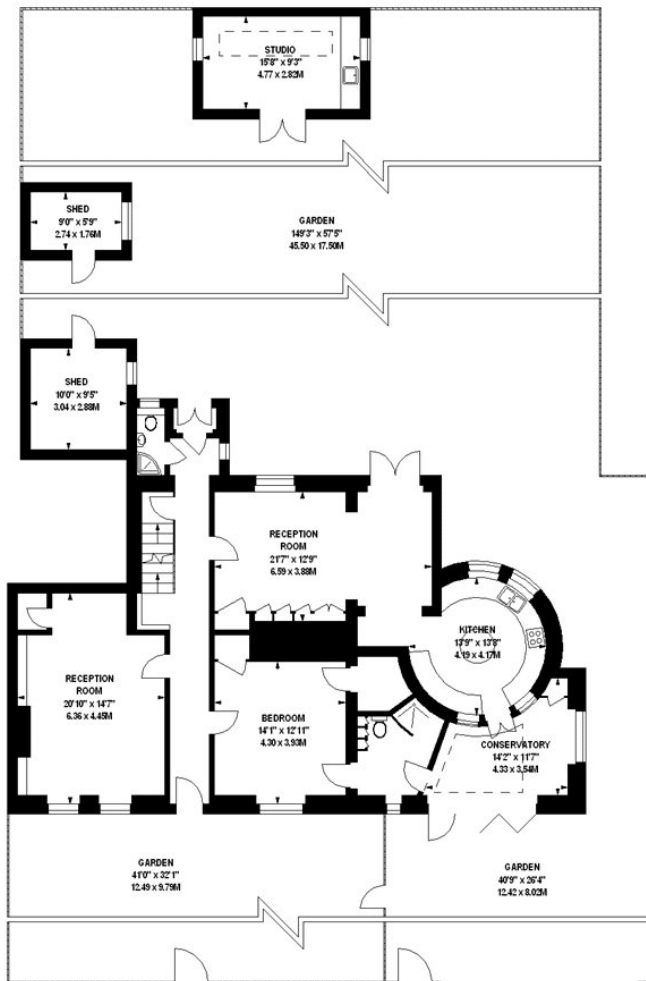 STUDIO
15'8" x 9'3"
4.77 x 2.82M
SHED
9'0" x 5'9"
2.74 x 1.76M
GARDEN
149'3" x 57'5"
45.50 x 17.50M
SHED
10'0" x 9'5"
3.04 x 2.88M
RECEPTION
ROOM
21'7" x 12'9"
6.59 x 3.88M
KITCHEN
13'9" x 13'8"
4.19 x 4.17M
RECEPTION
ROOM
20'10" x 14'7"
6.36 x 4.45M
BEDROOM
14'1" x 12'11"
4.30 x 3.93M
CONSERVATORY
14'2" x 11'7"
4.33 x 3.54M
GARDEN
41'0" x 32'1"
12.49 x 9.79M
GARDEN
40'9" x 26'4"
12.42 x 8.02M